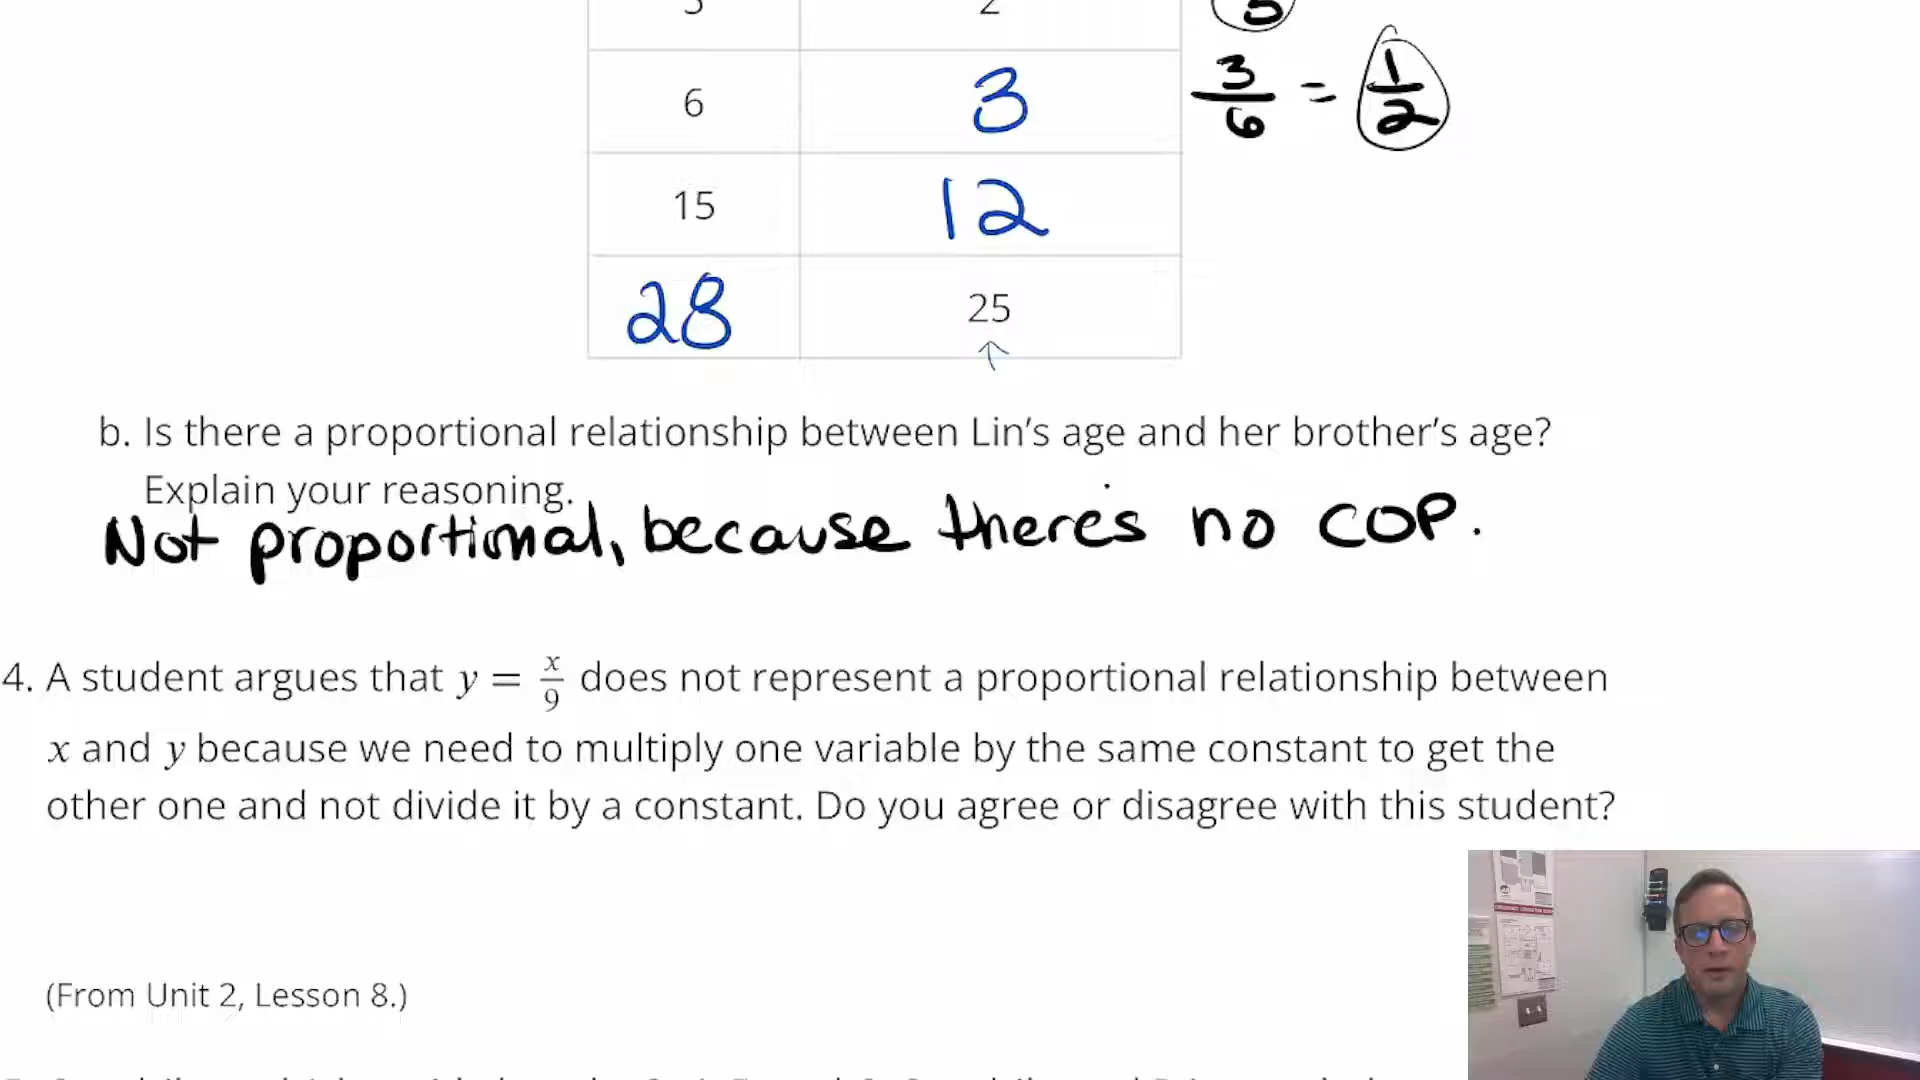 5 2 5
6 3 3/6 = 1/2
15 12
28 25
b. Is there a proportional relationship between Lin's age and her brother's age?
Explain your reasoning.
Not proportional, because there's no COP.
4. A student argues that y = x/9 does not represent a proportional relationship between
x and y because we need to multiply one variable by the same constant to get the
other one and not divide it by a constant. Do you agree or disagree with this student?
(From Unit 2, Lesson 8.)